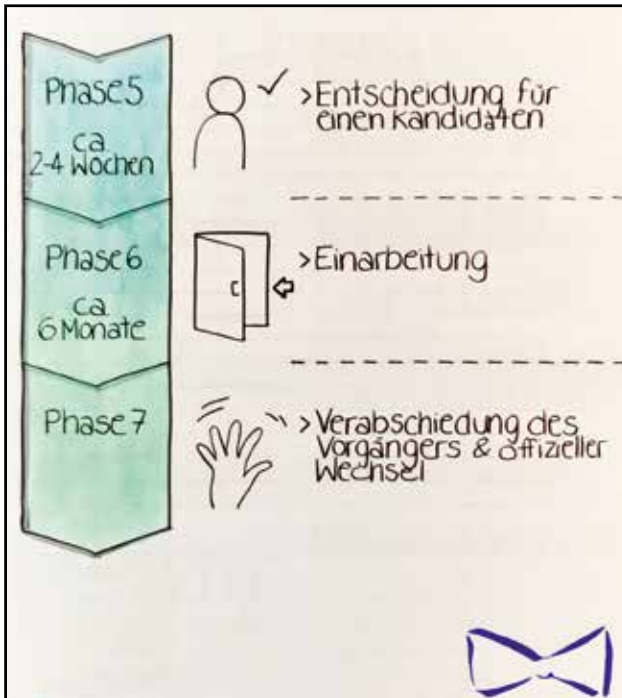 Phase 5
ca
2-4 Wochen
>Entscheidung für
einen Kandidaten
Phase 6
ca.
6 Monate
>Einarbeitung
Phase 7
>Verabschiedung des
Vorgängers & offizieller
Wechsel